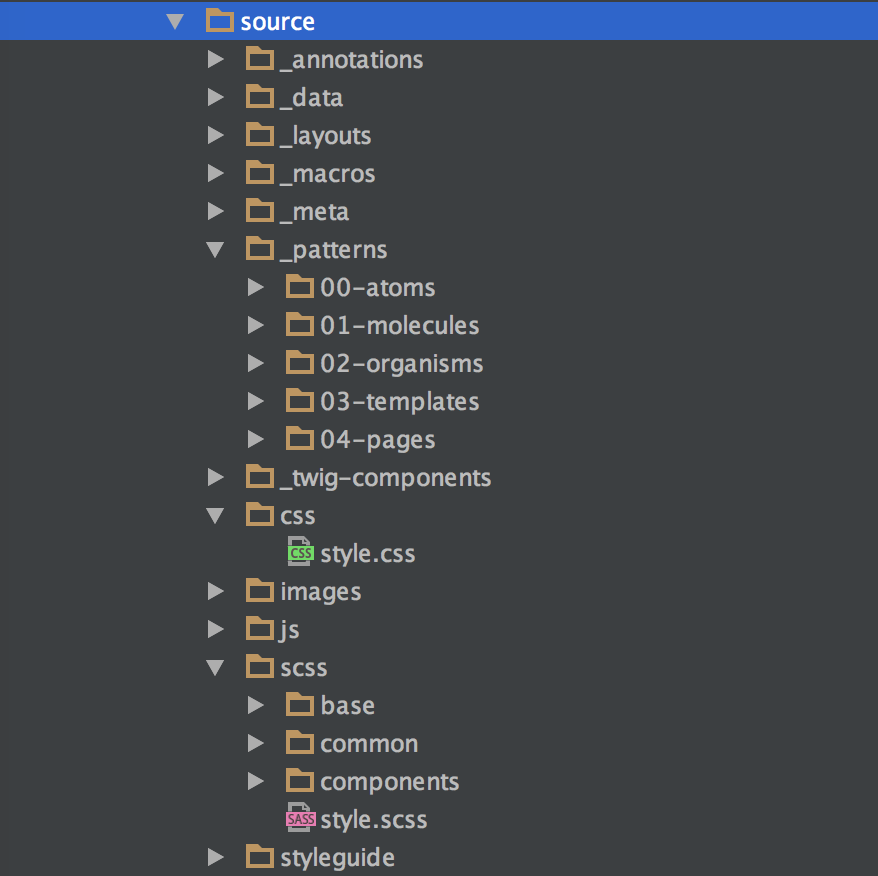 source
_annotations
_data
_layouts
_macros
_meta
_patterns
00-atoms
01-molecules
02-organisms
03-templates
04-pages
_twig-components
css
CSS style.css
images
js
scss
base
common
components
SASS style.scss
styleguide